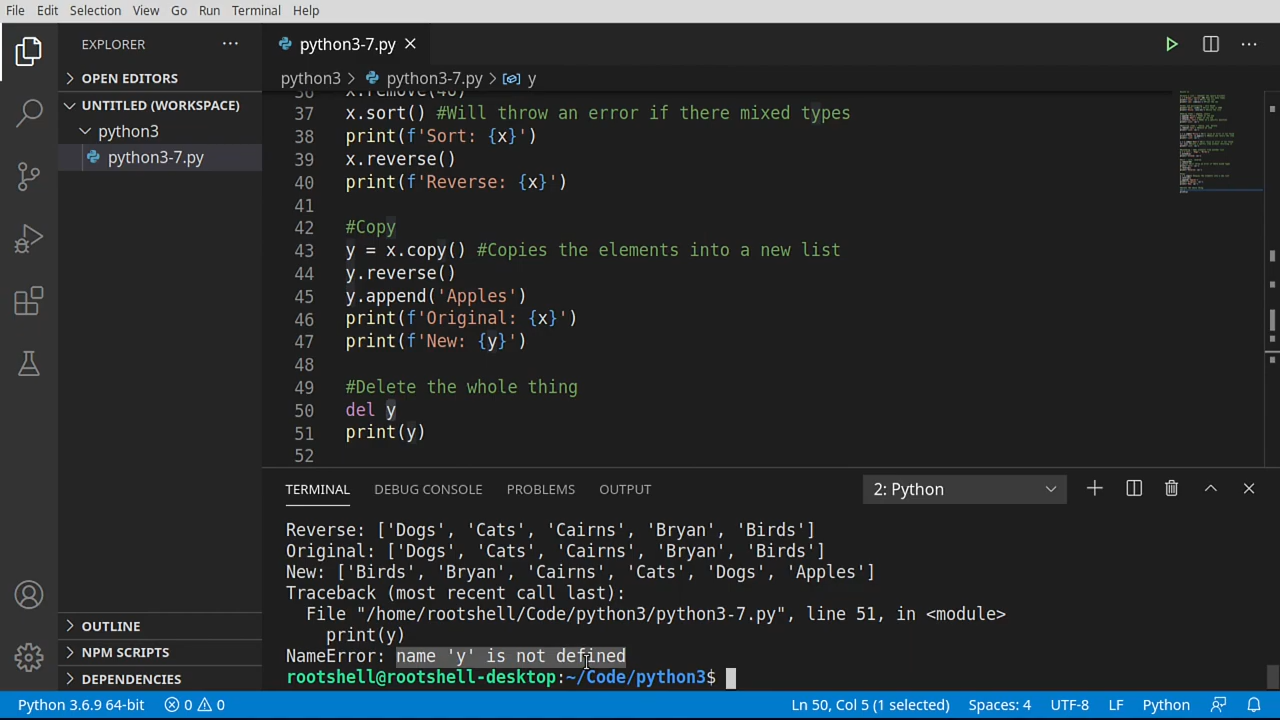 File Edit Selection View Go Run Terminal Help
EXPLORER ···
OPEN EDITORS
UNTITLED (WORKSPACE)
python3
python3-7.py
OUTLINE
NPM SCRIPTS
DEPENDENCIES
python3-7.py
python3 > python3-7.py > y
36 x.remove(40)
37 x.sort() #Will throw an error if there mixed types
38 print(f'Sort: {x}')
39 x.reverse()
40 print(f'Reverse: {x}')
41
42 #Copy
43 y = x.copy() #Copies the elements into a new list
44 y.reverse()
45 y.append('Apples')
46 print(f'Original: {x}')
47 print(f'New: {y}')
48
49 #Delete the whole thing
50 del y
51 print(y)
52
TERMINAL DEBUG CONSOLE PROBLEMS OUTPUT 2: Python
Reverse: ['Dogs', 'Cats', 'Cairns', 'Bryan', 'Birds']
Original: ['Dogs', 'Cats', 'Cairns', 'Bryan', 'Birds']
New: ['Birds', 'Bryan', 'Cairns', 'Cats', 'Dogs', 'Apples']
Traceback (most recent call last):
File "/home/rootshell/Code/python3/python3-7.py", line 51, in <module>
print(y)
NameError: name 'y' is not defined
rootshell@rootshell-desktop:~/Code/python3$
Python 3.6.9 64-bit 0 0 Ln 50, Col 5 (1 selected) Spaces: 4 UTF-8 LF Python